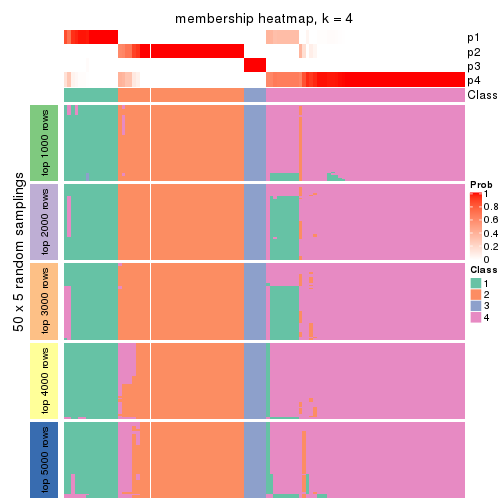 membership heatmap, k = 4
p1
p2
p3
p4
Class
50 x 5 random samplings
top 1000 rows
top 2000 rows
top 3000 rows
top 4000 rows
top 5000 rows
Prob
1
0.8
0.6
0.4
0.2
0
Class
1
2
3
4